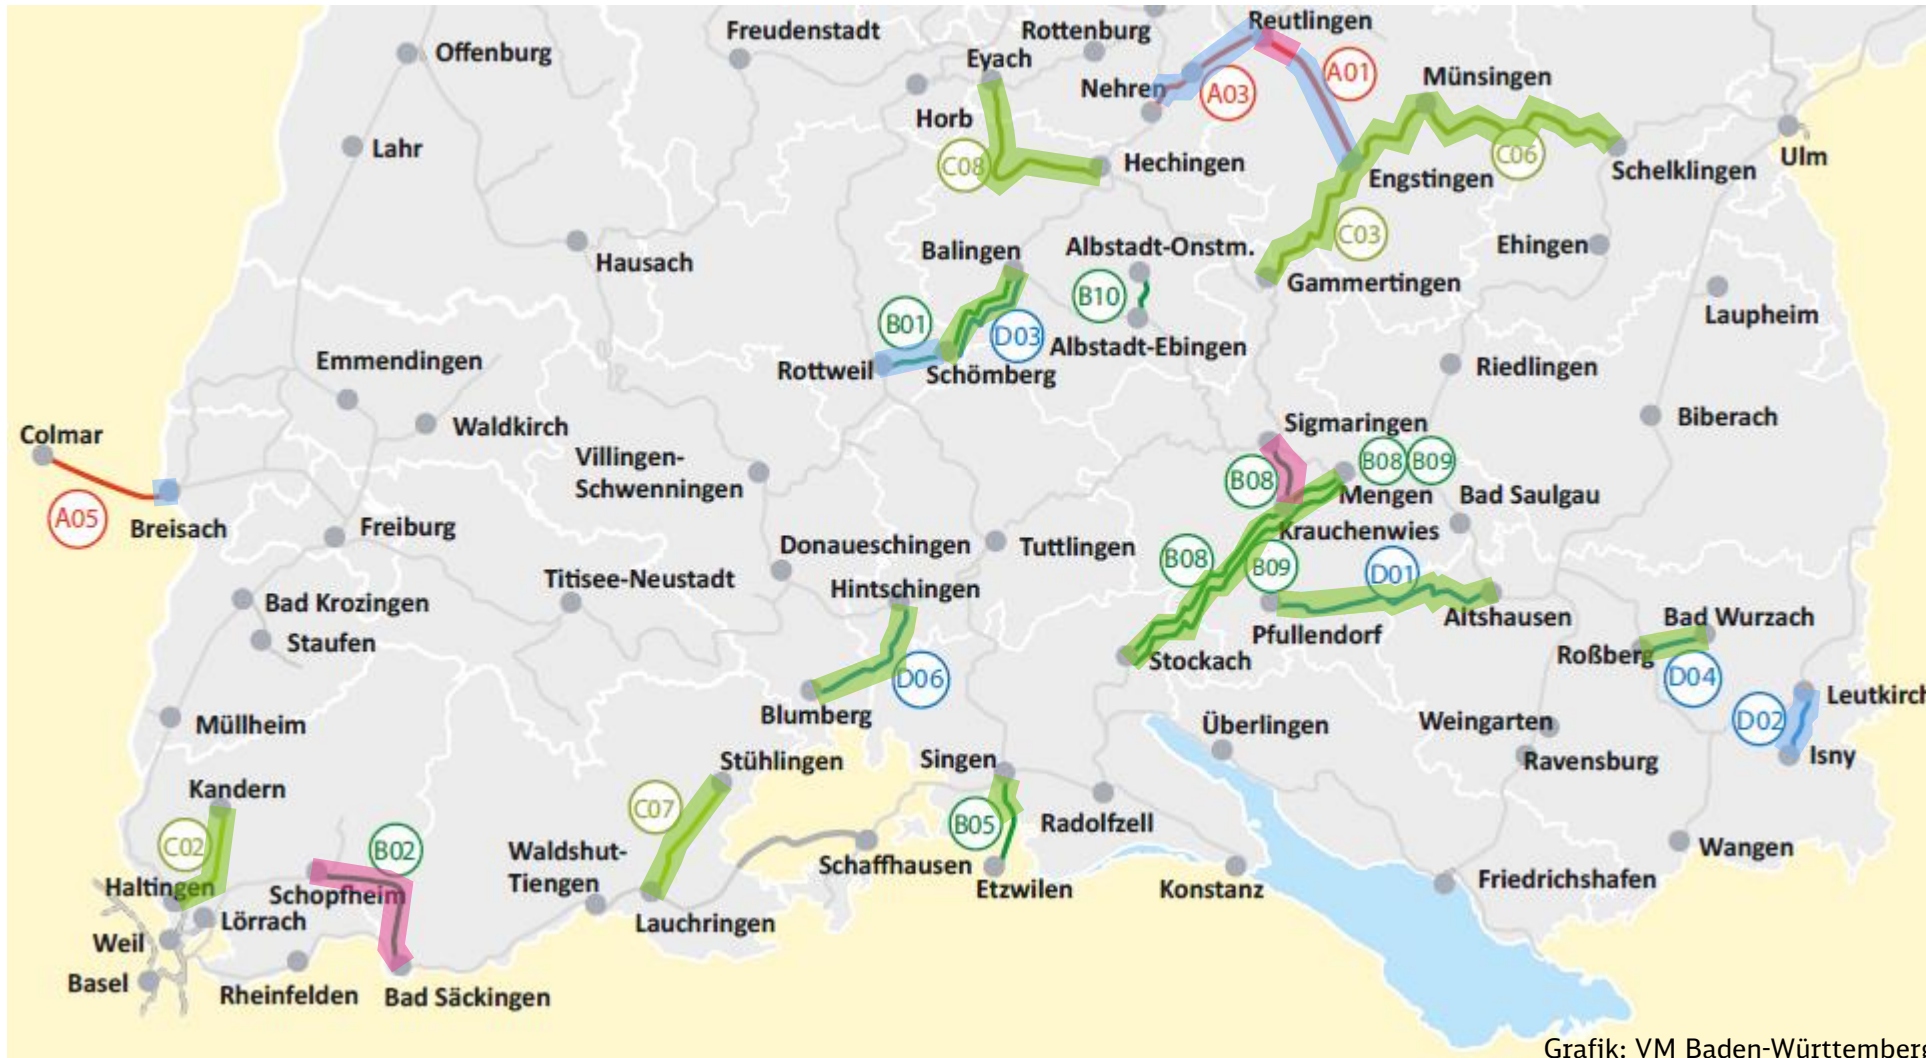 Reutlingen
Freudenstadt
Rottenburg
Offenburg
Eyach
Nehren
A03
A01
Münsingen
Horb
Lahr
C08
Hechingen
C06
Engstingen
Schelklingen
Ulm
Hausach
Balingen
Albstadt-Onstm.
C03
Ehingen
Gammertingen
B10
B01
D03
Albstadt-Ebingen
Laupheim
Emmendingen
Rottweil
Schömberg
Riedlingen
Colmar
Waldkirch
Sigmaringen
Biberach
Villingen-
Schwenningen
B08
B08
B09
Mengen
Bad Saulgau
A05
Breisach
Freiburg
Krauchenwies
Donaueschingen
Tuttlingen
B08
B09
D01
Titisee-Neustadt
Hintschingen
Bad Krozingen
Staufen
Pfullendorf
Altshausen
Bad Wurzach
Stockach
Roßberg
D06
D04
Blumberg
Müllheim
Überlingen
Weingarten
D02
Leutkirch
Stühlingen
Singen
Ravensburg
Isny
Kandern
C07
B05
Radolfzell
C02
B02
Waldshut-
Tiengen
Schaffhausen
Wangen
Haltingen
Schopfheim
Etzwilen
Konstanz
Friedrichshafen
Lörrach
Lauchringen
Weil
Basel
Rheinfelden
Bad Säckingen
Grafik: VM Baden-Württemberg